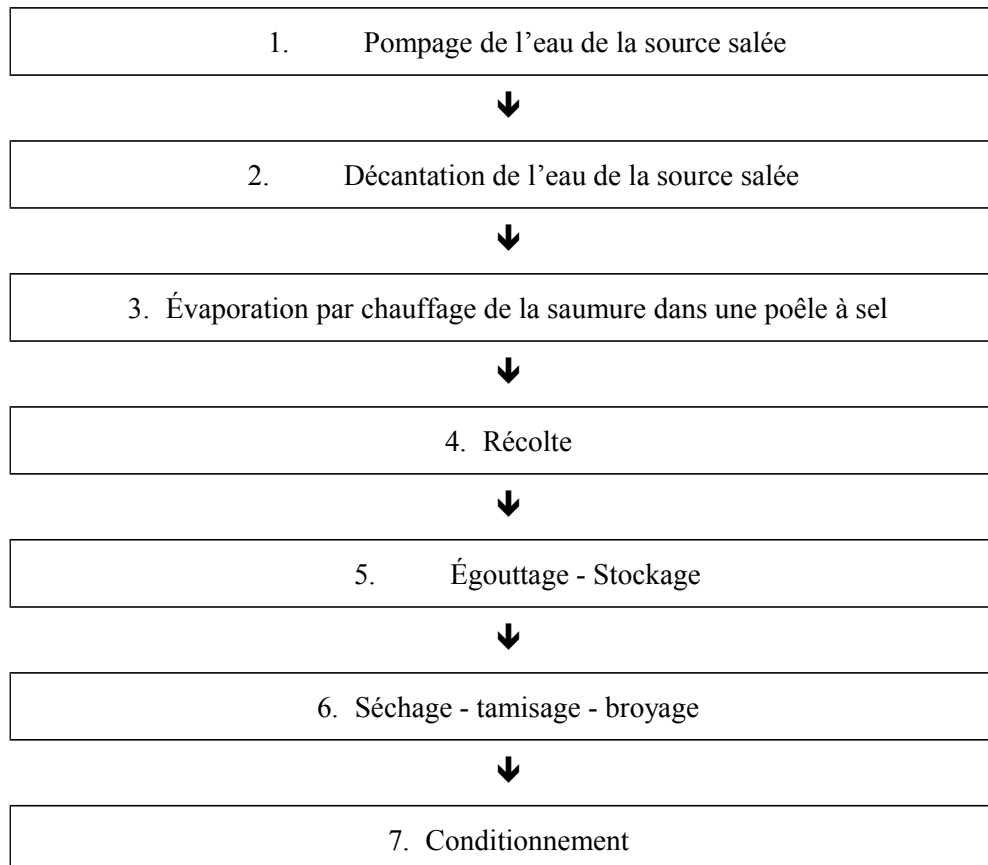 1. Pompage de l’eau de la source salée
🡻
2. Décantation de l’eau de la source salée
🡻
3. Évaporation par chauffage de la saumure dans une poêle à sel
🡻
4. Récolte
🡻
5. Égouttage - Stockage
🡻
6. Séchage - tamisage - broyage
🡻
7. Conditionnement